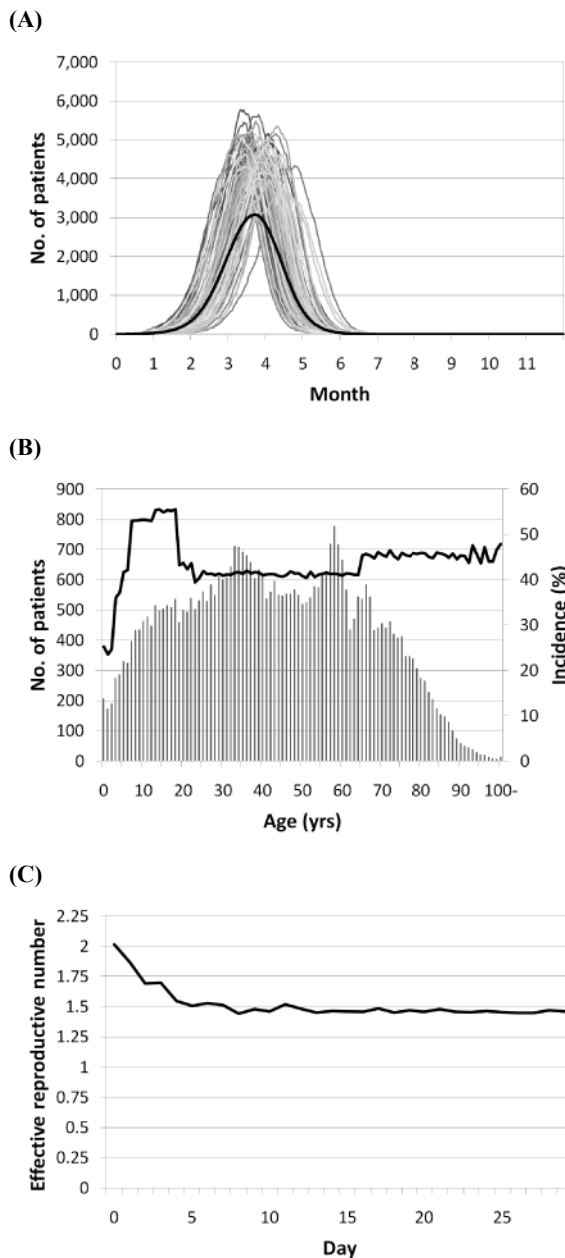 (A)
7,000
6,000
5,000
4,000
3,000
2,000
1,000
0
No. of patients
0 1 2 3 4 5 6 7 8 9 10 11
Month
(B)
900
800
700
600
500
400
300
200
100
0
No. of patients
60
50
40
30
20
10
0
Incidence (%)
0 10 20 30 40 50 60 70 80 90 100-
Age (yrs)
(C)
2.25
2
1.75
1.5
1.25
1
0.75
0.5
0.25
0
Effective reproductive number
0 5 10 15 20 25
Day